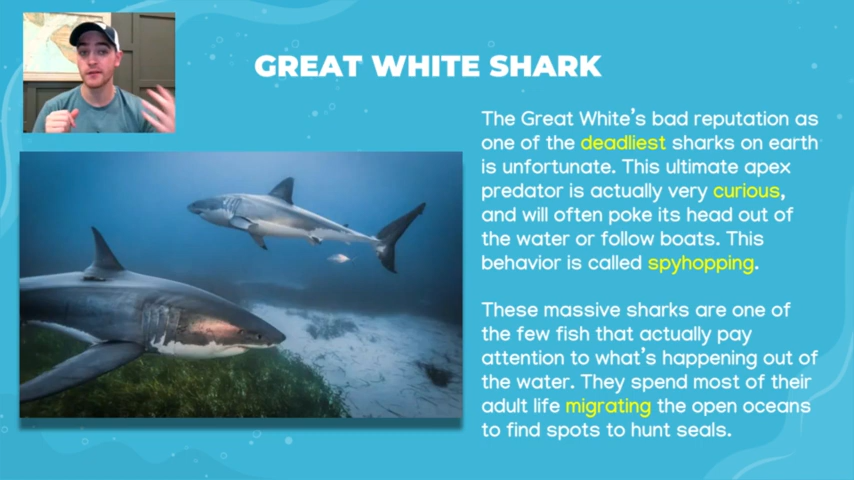 GREAT WHITE SHARK
The Great White's bad reputation as
one of the deadliest sharks on earth
is unfortunate. This ultimate apex
predator is actually very curious,
and will often poke its head out of
the water or follow boats. This
behavior is called spyhopping.
These massive sharks are one of
the few fish that actually pay
attention to what's happening out of
the water. They spend most of their
adult life migrating the open oceans
to find spots to hunt seals.